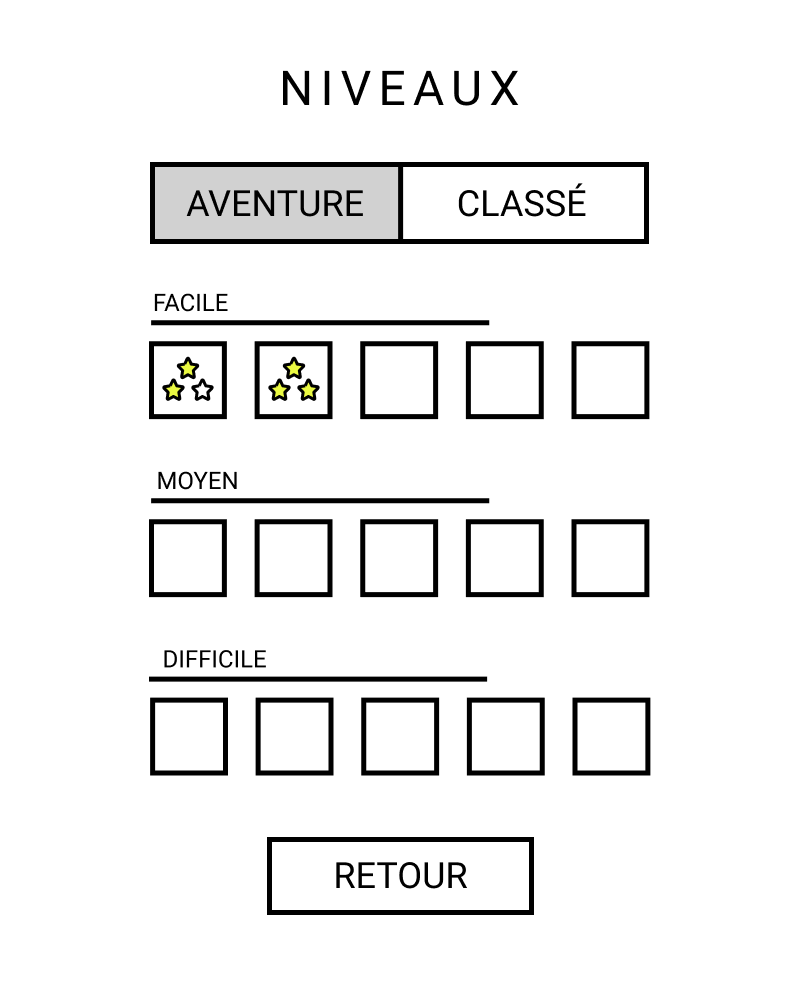 NIVEAUX
AVENTURE CLASSÉ
FACILE
MOYEN
DIFFICILE
RETOUR